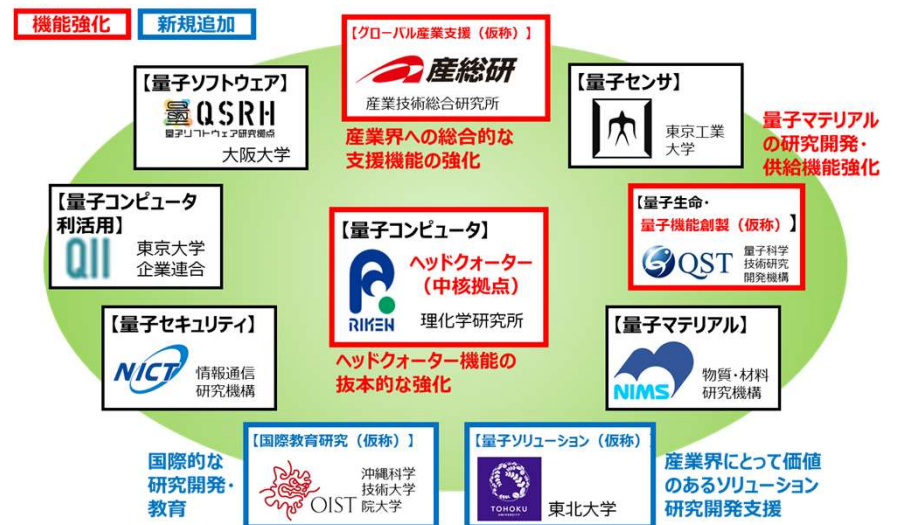 機能強化
新規追加
【グローバル産業支援（仮称）】
産総研
産業技術総合研究所
産業界への総合的な
支援機能の強化
【量子ソフトウェア】
QSRH
量子ソフトウェア研究拠点
大阪大学
【量子センサ】
東京工業
大学
量子マテリアル
の研究開発・
供給機能強化
【量子コンピュータ
利活用】
QII
東京大学
企業連合
【量子コンピュータ】
RIKEN
ヘッドクォーター
（中核拠点）
理化学研究所
ヘッドクォーター機能の
抜本的な強化
【量子生命・
量子機能創製（仮称）】
QST
量子科学
技術研究
開発機構
【量子セキュリティ】
NICT
情報通信
研究機構
【量子マテリアル】
NIMS
物質・材料
研究機構
国際的な
研究開発・
教育
【国際教育研究（仮称）】
OIST
沖縄科学
技術大学
院大学
【量子ソリューション（仮称）】
TOHOKU
UNIVERSITY
東北大学
産業界にとって価値
のあるソリューション
研究開発支援